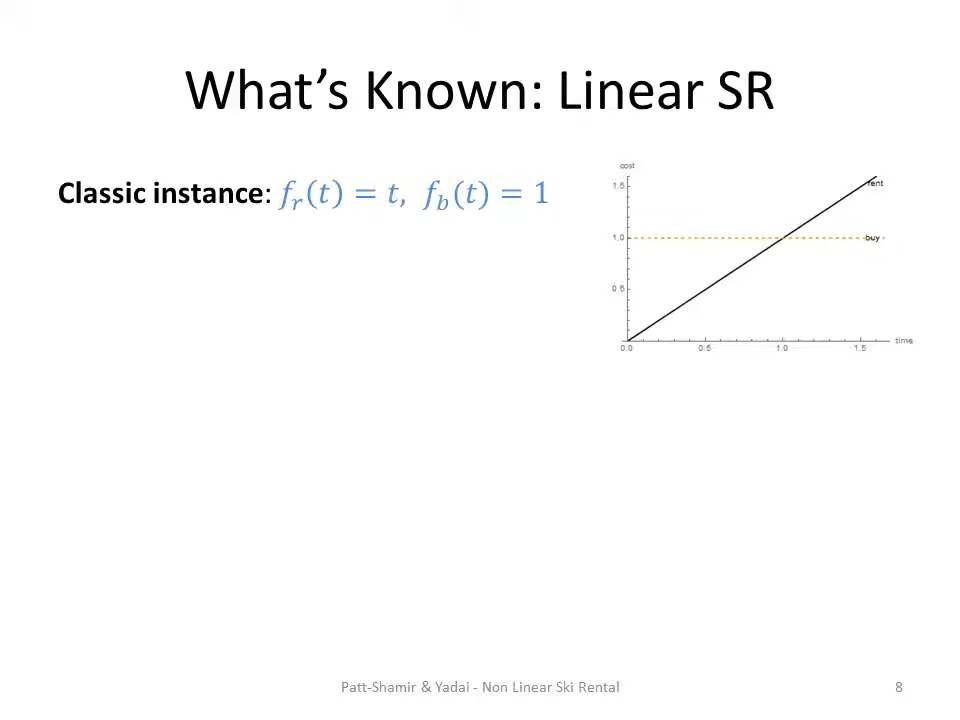 What's Known: Linear SR
Classic instance: f_r(t) = t, f_b(t) = 1
cost
1.5
rent
1.0
buy
0.5
time
0.0 0.5 1.0 1.5
Patt-Shamir & Yadai - Non Linear Ski Rental
8